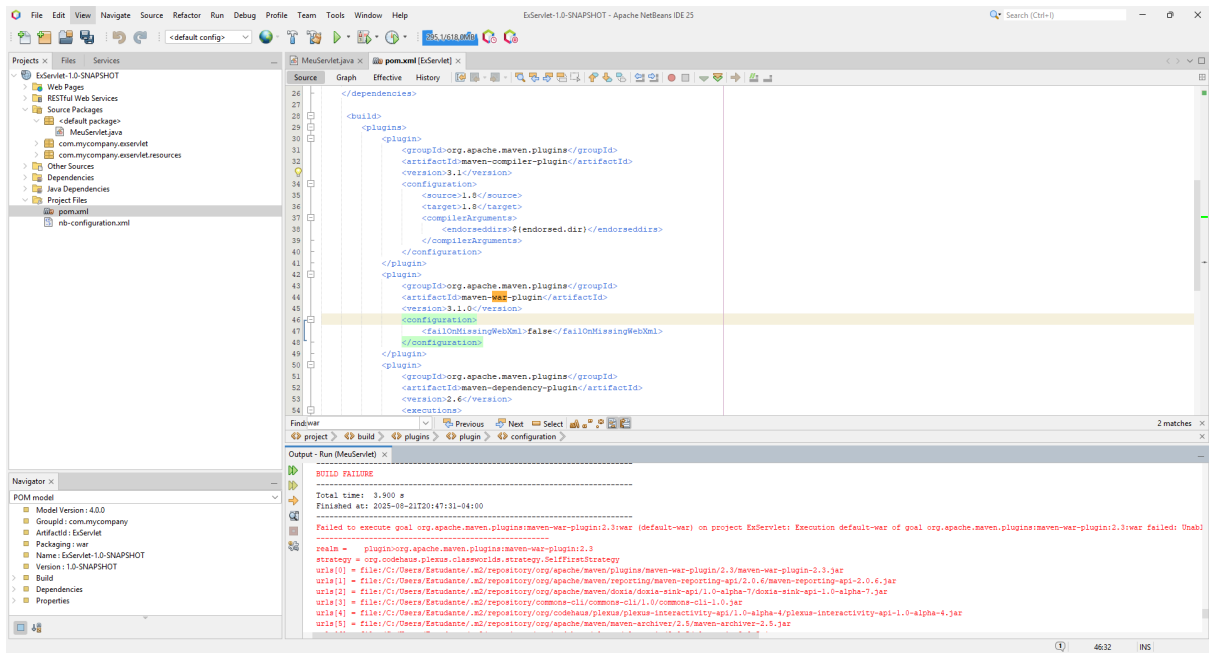 File Edit View Navigate Source Refactor Run Debug Profile Team Tools Window Help
ExServlet-1.0-SNAPSHOT - Apache NetBeans IDE 25
Search (Ctrl+I)
<default config>
295,1/618,0MB
Projects Files Services
ExServlet-1.0-SNAPSHOT
Web Pages
RESTful Web Services
Source Packages
<default package>
MeuServlet.java
com.mycompany.exservlet
com.mycompany.exservlet.resources
Other Sources
Dependencies
Java Dependencies
Project Files
pom.xml
nb-configuration.xml
MeuServlet.java pom.xml [ExServlet]
Source Graph Effective History
26 </dependencies>
27
28 <build>
29 <plugins>
30 <plugin>
31 <groupId>org.apache.maven.plugins</groupId>
32 <artifactId>maven-compiler-plugin</artifactId>
<version>3.1</version>
34 <configuration>
35 <source>1.8</source>
36 <target>1.8</target>
37 <compilerArguments>
38 <endorseddirs>${endorsed.dir}</endorseddirs>
39 </compilerArguments>
40 </configuration>
41 </plugin>
42 <plugin>
43 <groupId>org.apache.maven.plugins</groupId>
44 <artifactId>maven-war-plugin</artifactId>
45 <version>3.1.0</version>
46 <configuration>
47 <failOnMissingWebXml>false</failOnMissingWebXml>
48 </configuration>
49 </plugin>
50 <plugin>
51 <groupId>org.apache.maven.plugins</groupId>
52 <artifactId>maven-dependency-plugin</artifactId>
53 <version>2.6</version>
54 <executions>
Find: war Previous Next Select 2 matches
project build plugins plugin configuration
Navigator
POM model
Model Version : 4.0.0
GroupId : com.mycompany
ArtifactId : ExServlet
Packaging : war
Name : ExServlet-1.0-SNAPSHOT
Version : 1.0-SNAPSHOT
Build
Dependencies
Properties
Output - Run (MeuServlet)
BUILD FAILURE
Total time: 3.900 s
Finished at: 2025-08-21T20:47:31-04:00
Failed to execute goal org.apache.maven.plugins:maven-war-plugin:2.3:war (default-war) on project ExServlet: Execution default-war of goal org.apache.maven.plugins:maven-war-plugin:2.3:war failed: Unabl
realm = plugin>org.apache.maven.plugins:maven-war-plugin:2.3
strategy = org.codehaus.plexus.classworlds.strategy.SelfFirstStrategy
urls[0] = file:/C:/Users/Estudante/.m2/repository/org/apache/maven/plugins/maven-war-plugin/2.3/maven-war-plugin-2.3.jar
urls[1] = file:/C:/Users/Estudante/.m2/repository/org/apache/maven/reporting/maven-reporting-api/2.0.6/maven-reporting-api-2.0.6.jar
urls[2] = file:/C:/Users/Estudante/.m2/repository/org/apache/maven/doxia/doxia-sink-api/1.0-alpha-7/doxia-sink-api-1.0-alpha-7.jar
urls[3] = file:/C:/Users/Estudante/.m2/repository/commons-cli/commons-cli/1.0/commons-cli-1.0.jar
urls[4] = file:/C:/Users/Estudante/.m2/repository/org/codehaus/plexus/plexus-interactivity-api/1.0-alpha-4/plexus-interactivity-api-1.0-alpha-4.jar
urls[5] = file:/C:/Users/Estudante/.m2/repository/org/apache/maven/maven-archiver/2.5/maven-archiver-2.5.jar
46:32 INS